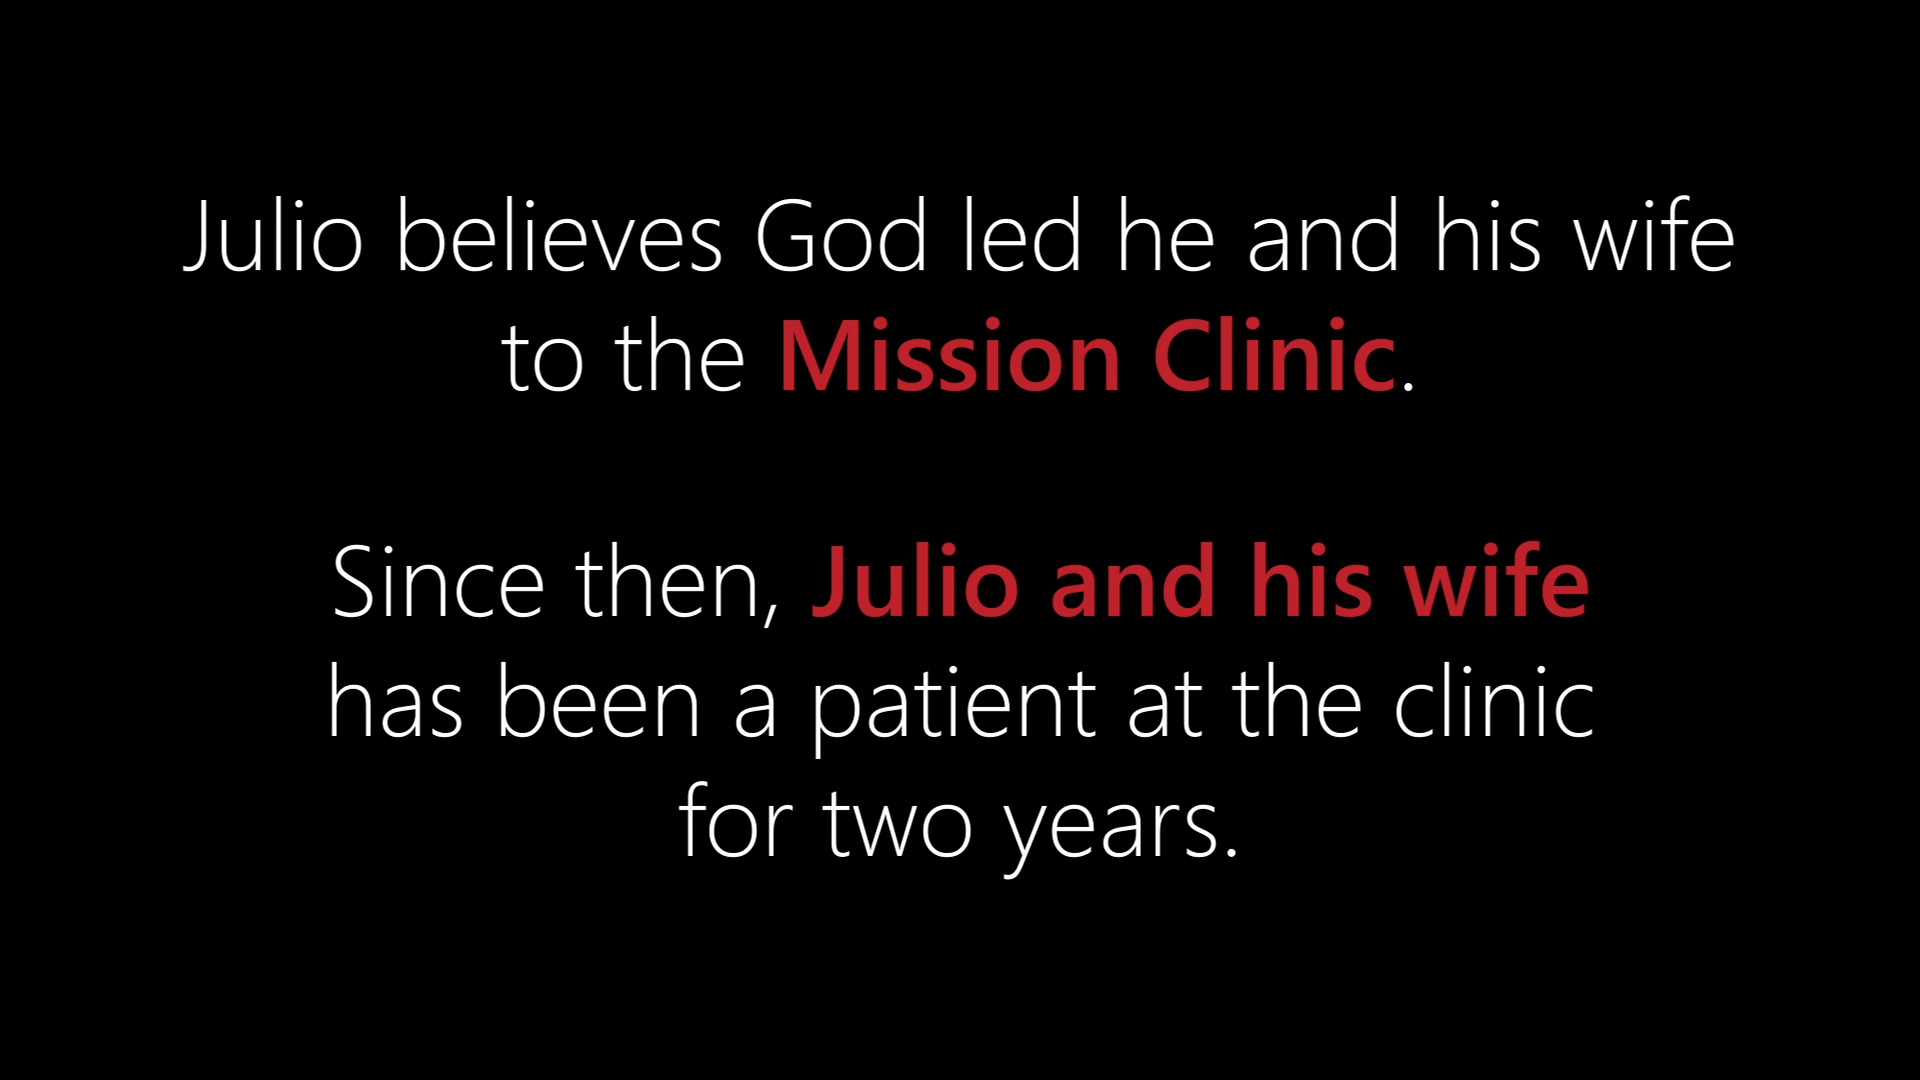 Julio believes God led he and his wife
to the Mission Clinic.
Since then, Julio and his wife
has been a patient at the clinic
for two years.